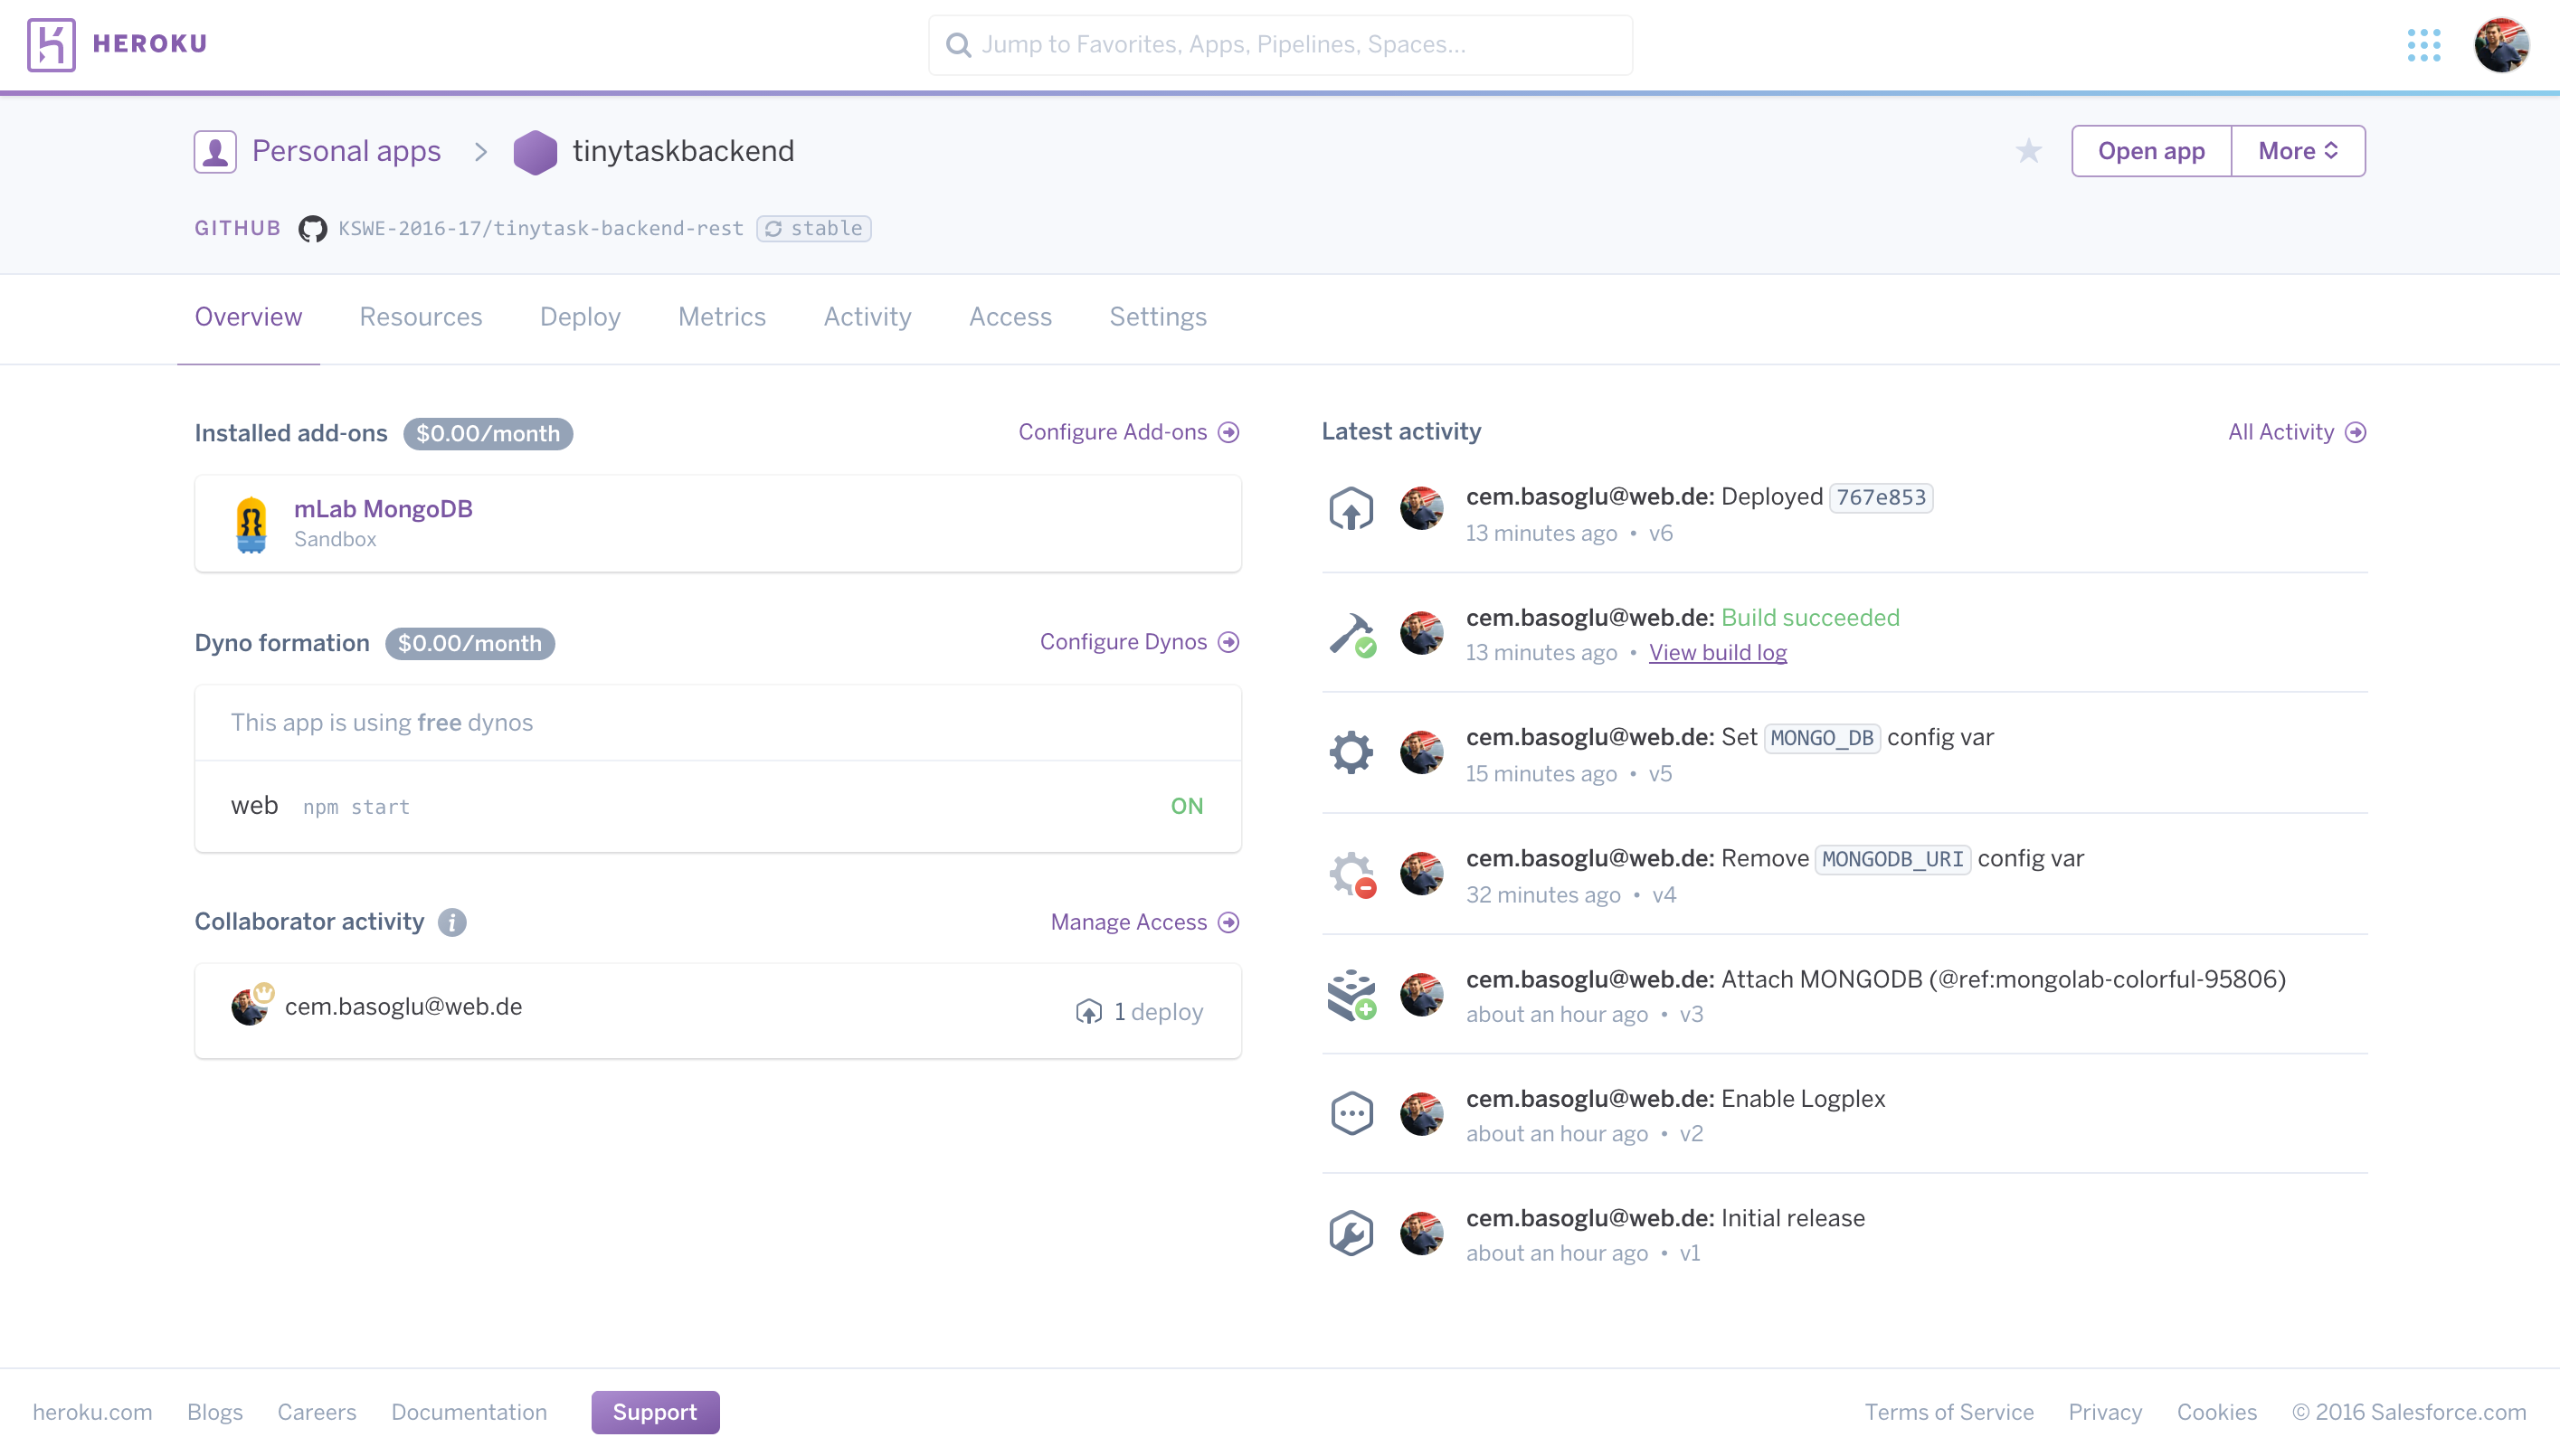 HEROKU
Jump to Favorites, Apps, Pipelines, Spaces...
Personal apps > tinytaskbackend
Open app
More
GITHUB KSWE-2016-17/tinytask-backend-rest stable
Overview Resources Deploy Metrics Activity Access Settings
Installed add-ons $0.00/month
Configure Add-ons
mLab MongoDB
Sandbox
Dyno formation $0.00/month
Configure Dynos
This app is using free dynos
web npm start ON
Collaborator activity i
Manage Access
cem.basoglu@web.de 1 deploy
Latest activity
All Activity
cem.basoglu@web.de: Deployed 767e853
13 minutes ago • v6
cem.basoglu@web.de: Build succeeded
13 minutes ago • View build log
cem.basoglu@web.de: Set MONGO_DB config var
15 minutes ago • v5
cem.basoglu@web.de: Remove MONGODB_URI config var
32 minutes ago • v4
cem.basoglu@web.de: Attach MONGODB (@ref:mongolab-colorful-95806)
about an hour ago • v3
cem.basoglu@web.de: Enable Logplex
about an hour ago • v2
cem.basoglu@web.de: Initial release
about an hour ago • v1
heroku.com Blogs Careers Documentation Support
Terms of Service Privacy Cookies © 2016 Salesforce.com